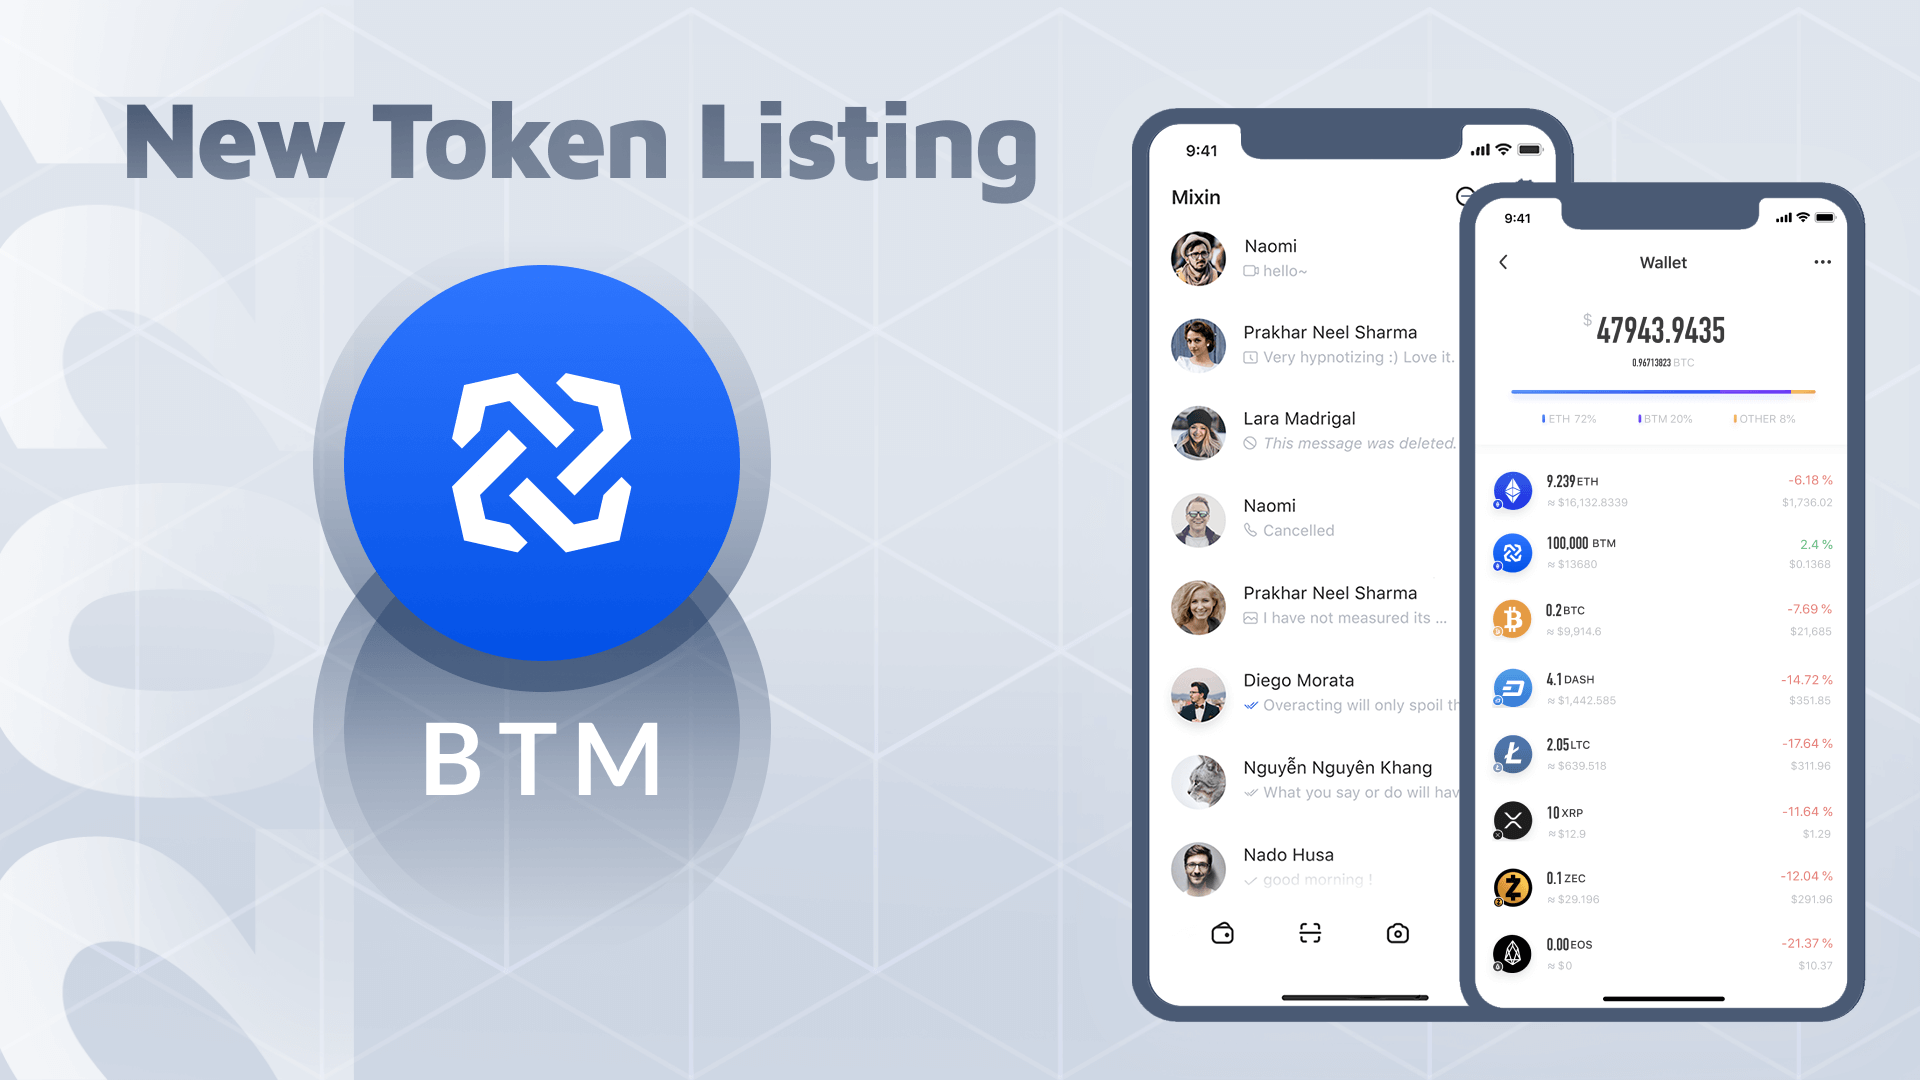 New Token Listing
BTM
9:41
Mixin
Naomi
hello~
Prakhar Neel Sharma
Very hypnotizing :) Love it.
Lara Madrigal
This message was deleted.
Naomi
Cancelled
Prakhar Neel Sharma
I have not measured its ...
Diego Morata
Overacting will only spoil th
Nguyễn Nguyên Khang
What you say or do will hav
Nado Husa
good morning !
9:41
Wallet
$ 47943.9435
0.96713823 BTC
ETH 72% BTM 20% OTHER 8%
9.239 ETH -6.18 %
≈ $16,132.8339 $1,736.02
100,000 BTM 2.4 %
≈ $13680 $0.1368
0.2 BTC -7.69 %
≈ $9,914.6 $21,685
4.1 DASH -14.72 %
≈ $1,442.585 $351.85
2.05 LTC -17.64 %
≈ $639.518 $311.96
10 XRP -11.64 %
≈ $12.9 $1.29
0.1 ZEC -12.04 %
≈ $29.196 $291.96
0.00 EOS -21.37 %
≈ $0 $10.37